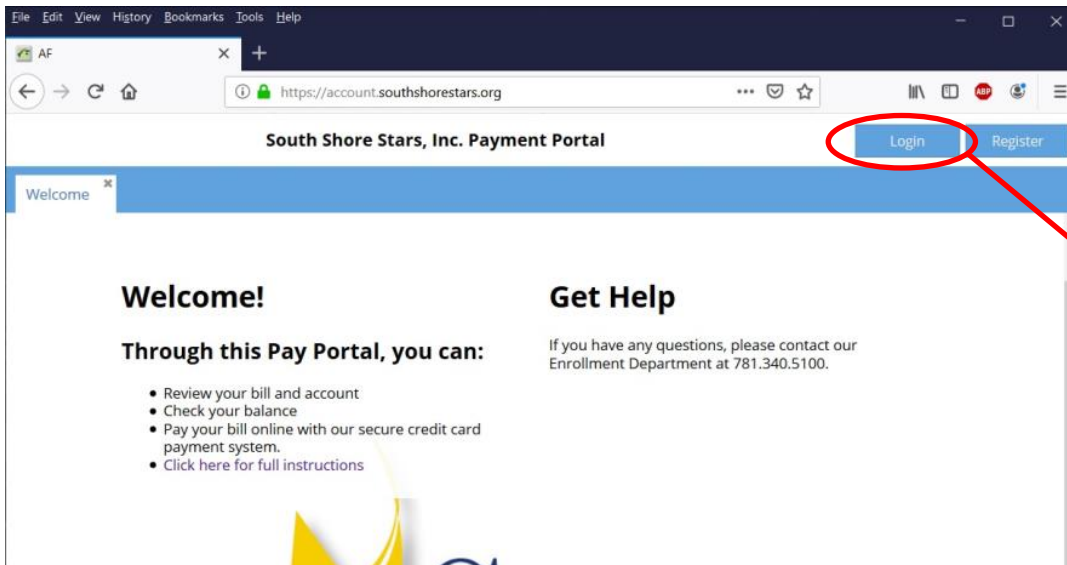 File Edit View History Bookmarks Tools Help
AF
https://account.southshorestars.org
ABP
South Shore Stars, Inc. Payment Portal
Login
Register
Welcome
Welcome!
Through this Pay Portal, you can:
• Review your bill and account
• Check your balance
• Pay your bill online with our secure credit card
payment system.
• Click here for full instructions
Get Help
If you have any questions, please contact our
Enrollment Department at 781.340.5100.